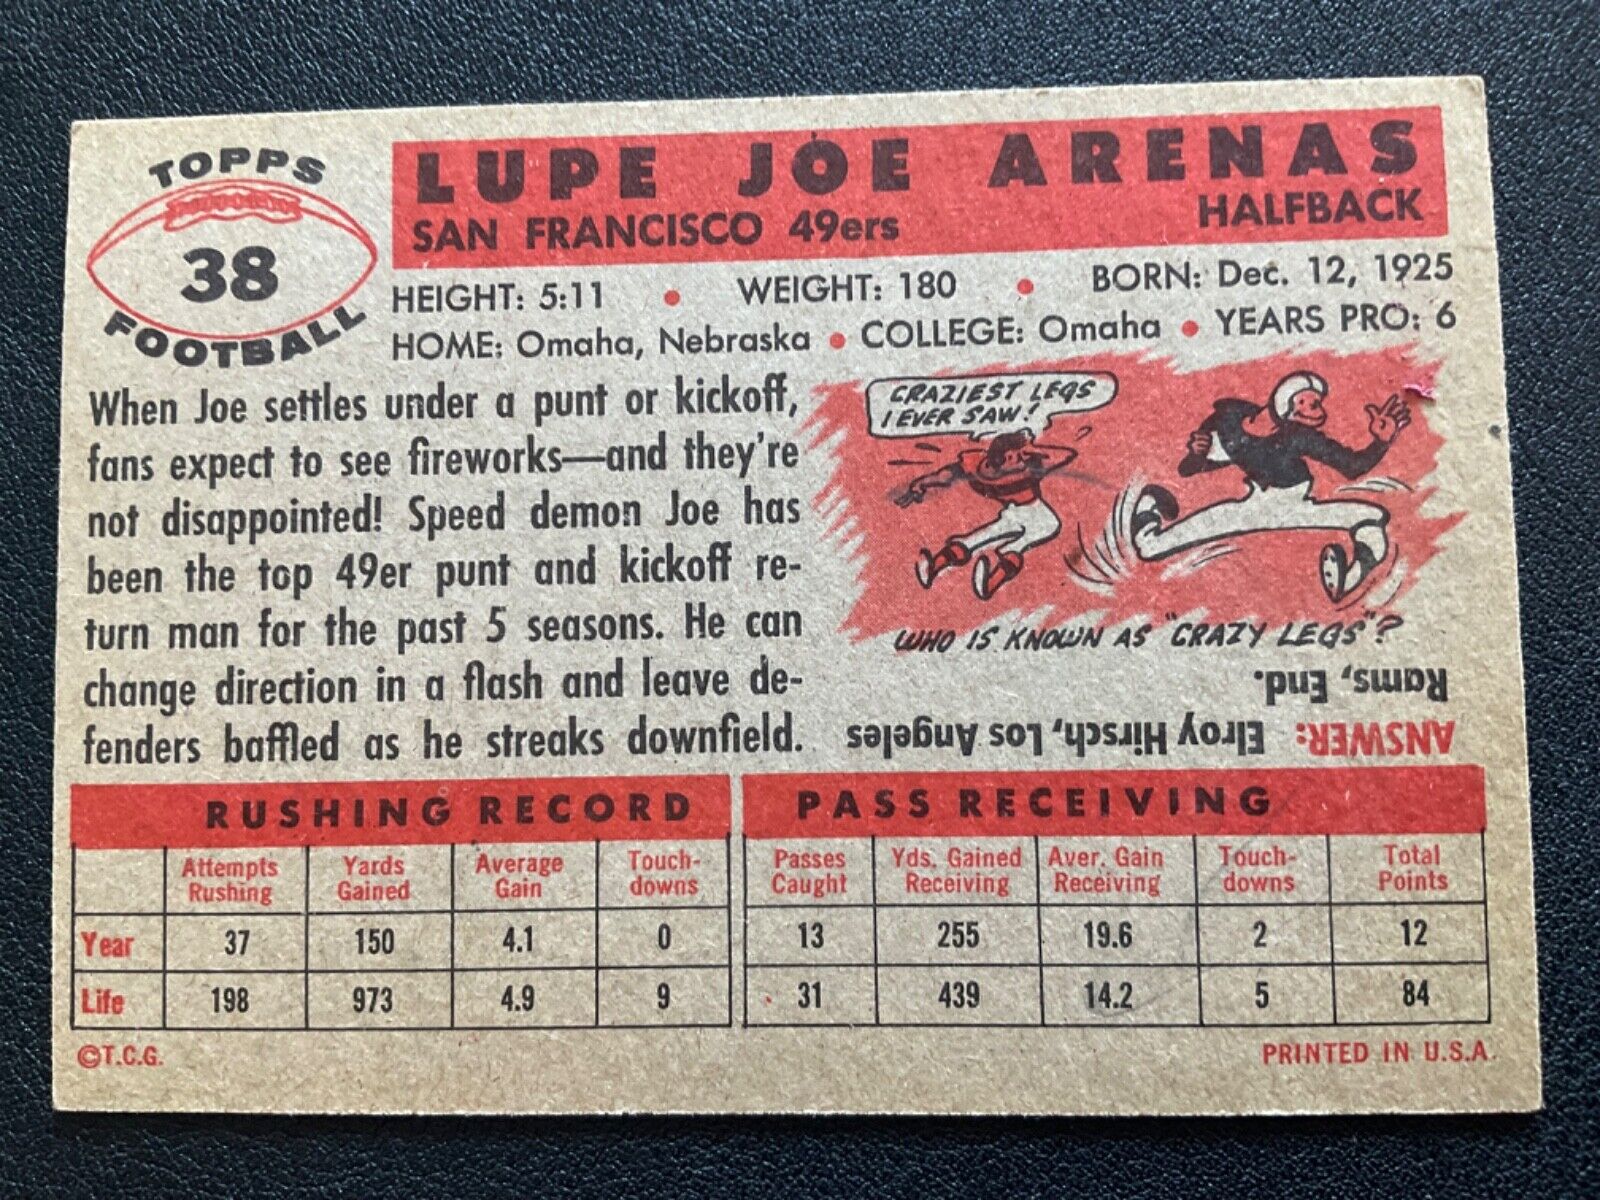 TOPPS
38
FOOTBALL
LUPE JOE ARENAS
SAN FRANCISCO 49ers HALFBACK
HEIGHT: 5:11 • WEIGHT: 180 • BORN: Dec. 12, 1925
HOME: Omaha, Nebraska • COLLEGE: Omaha • YEARS PRO: 6
When Joe settles under a punt or kickoff,
fans expect to see fireworks—and they're
not disappointed! Speed demon Joe has
been the top 49er punt and kickoff re-
turn man for the past 5 seasons. He can
change direction in a flash and leave de-
fenders baffled as he streaks downfield.
CRAZIEST LEGS
I EVER SAW!
WHO IS KNOWN AS "CRAZY LEGS"?
ANSWER: Elroy Hirsch, Los Angeles
Rams, End.
RUSHING RECORD PASS RECEIVING
Attempts Yards Average Touch- Passes Yds. Gained Aver. Gain Touch- Total
Rushing Gained Gain downs Caught Receiving Receiving downs Points
Year 37 150 4.1 0 13 255 19.6 2 12
Life 198 973 4.9 9 31 439 14.2 5 84
©T.C.G. PRINTED IN U.S.A.